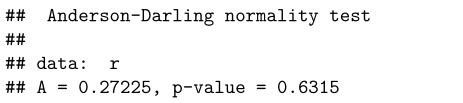 ##  Anderson-Darling normality test
##
## data:  r
## A = 0.27225, p-value = 0.6315